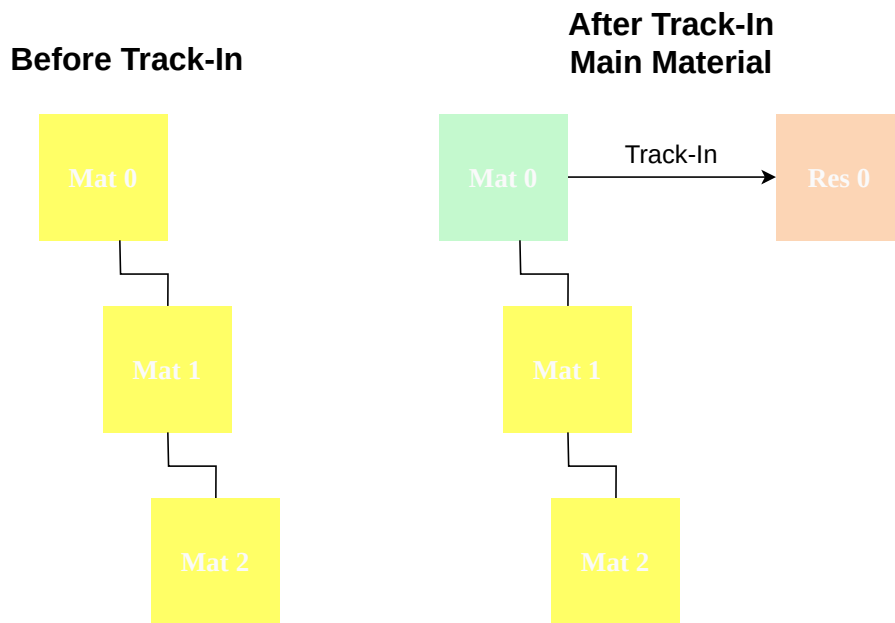 Before Track-In
After Track-In
Main Material
Mat 0
Mat 0
Track-In
Res 0
Mat 1
Mat 1
Mat 2
Mat 2